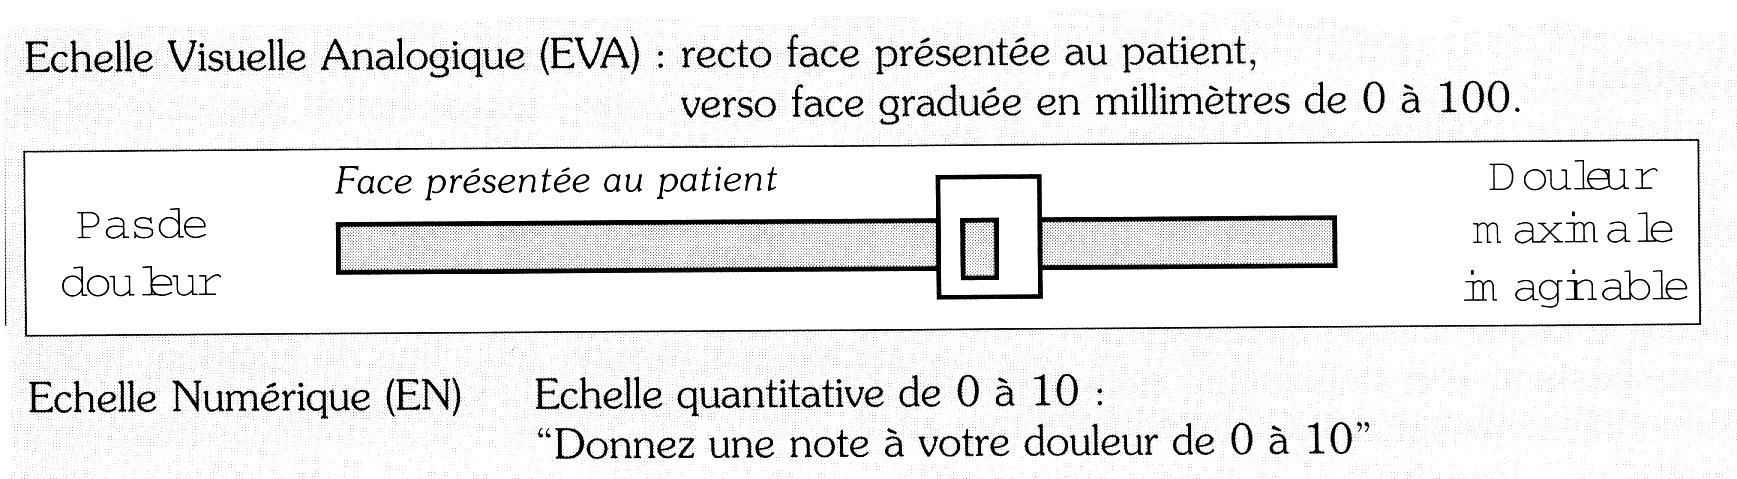 Echelle Visuelle Analogique (EVA) : recto face présentée au patient,
verso face graduée en millimètres de 0 à 100.
Face présentée au patient
Pas de
douleur
Douleur
maximale
imaginable
Echelle Numérique (EN) Echelle quantitative de 0 à 10 :
“Donnez une note à votre douleur de 0 à 10”